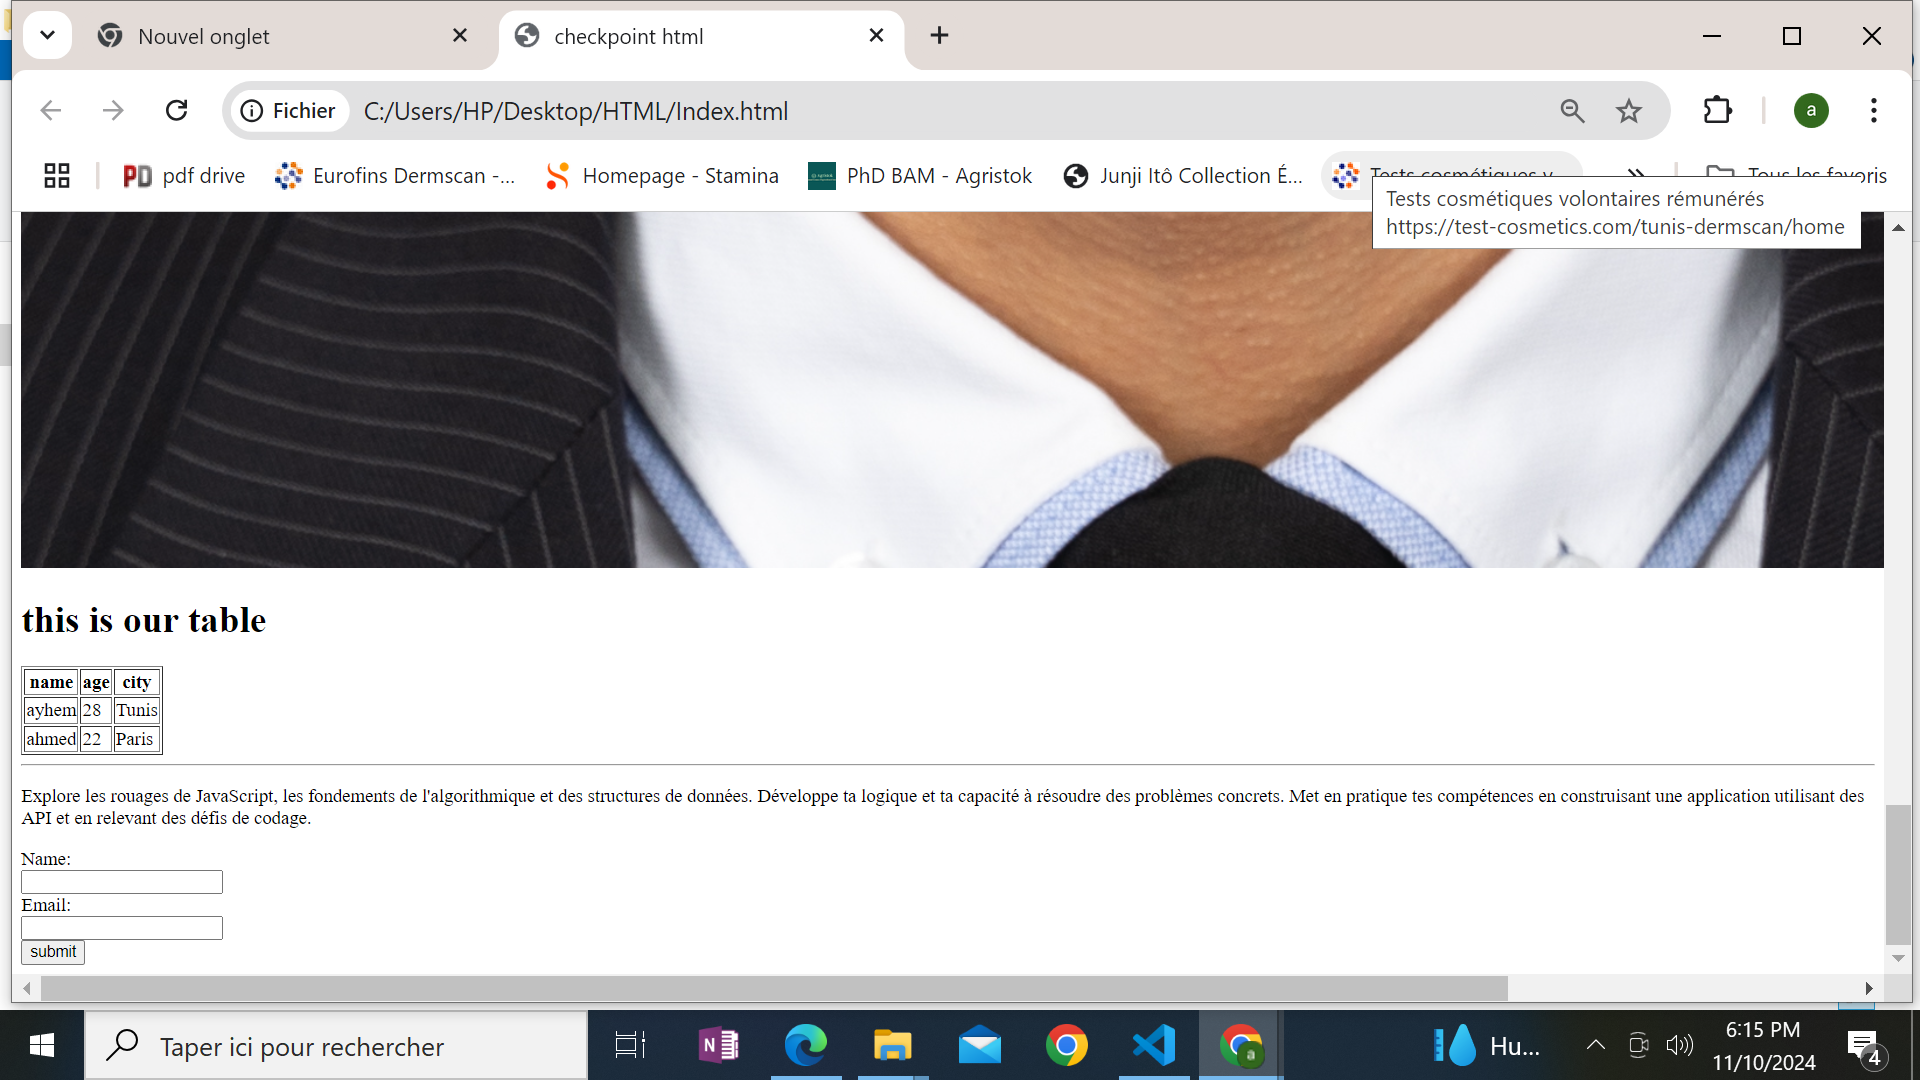 Nouvel onglet
checkpoint html
Fichier
C:/Users/HP/Desktop/HTML/Index.html
a
PD pdf drive
Eurofins Dermscan -...
Homepage - Stamina
PhD BAM - Agristok
Junji Itô Collection É...
Tests cosmétiques v
Tous les favoris
Tests cosmétiques volontaires rémunérés
https://test-cosmetics.com/tunis-dermscan/home
this is our table
name age city
ayhem 28 Tunis
ahmed 22 Paris
Explore les rouages de JavaScript, les fondements de l'algorithmique et des structures de données. Développe ta logique et ta capacité à résoudre des problèmes concrets. Met en pratique tes compétences en construisant une application utilisant des
API et en relevant des défis de codage.
Name:
Email:
submit
Taper ici pour rechercher
N
a
Hu...
6:15 PM
11/10/2024
4